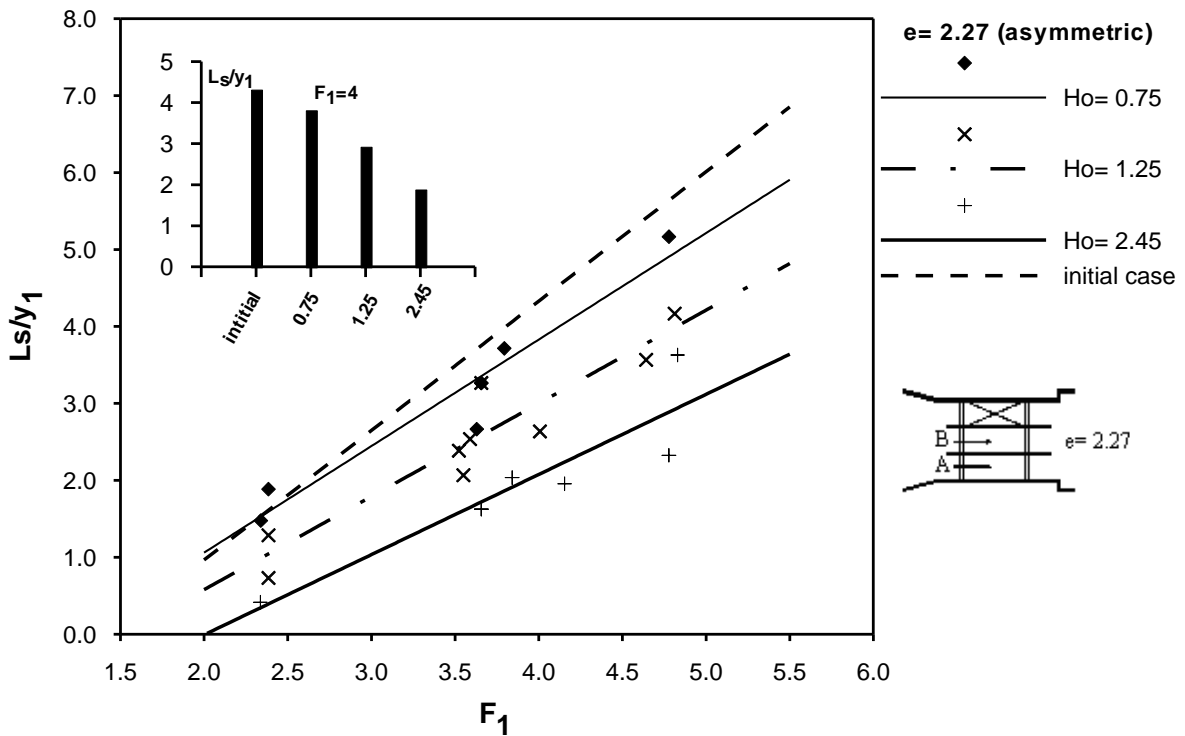 8.0
7.0
6.0
5.0
4.0
3.0
2.0
1.0
0.0
Ls/y1
1.5 2.0 2.5 3.0 3.5 4.0 4.5 5.0 5.5 6.0
F1
5
4
3
2
1
0
Ls/y1
F1=4
intitial 0.75 1.25 2.45
e= 2.27 (asymmetric)
Ho= 0.75
Ho= 1.25
Ho= 2.45
initial case
B
A
e= 2.27